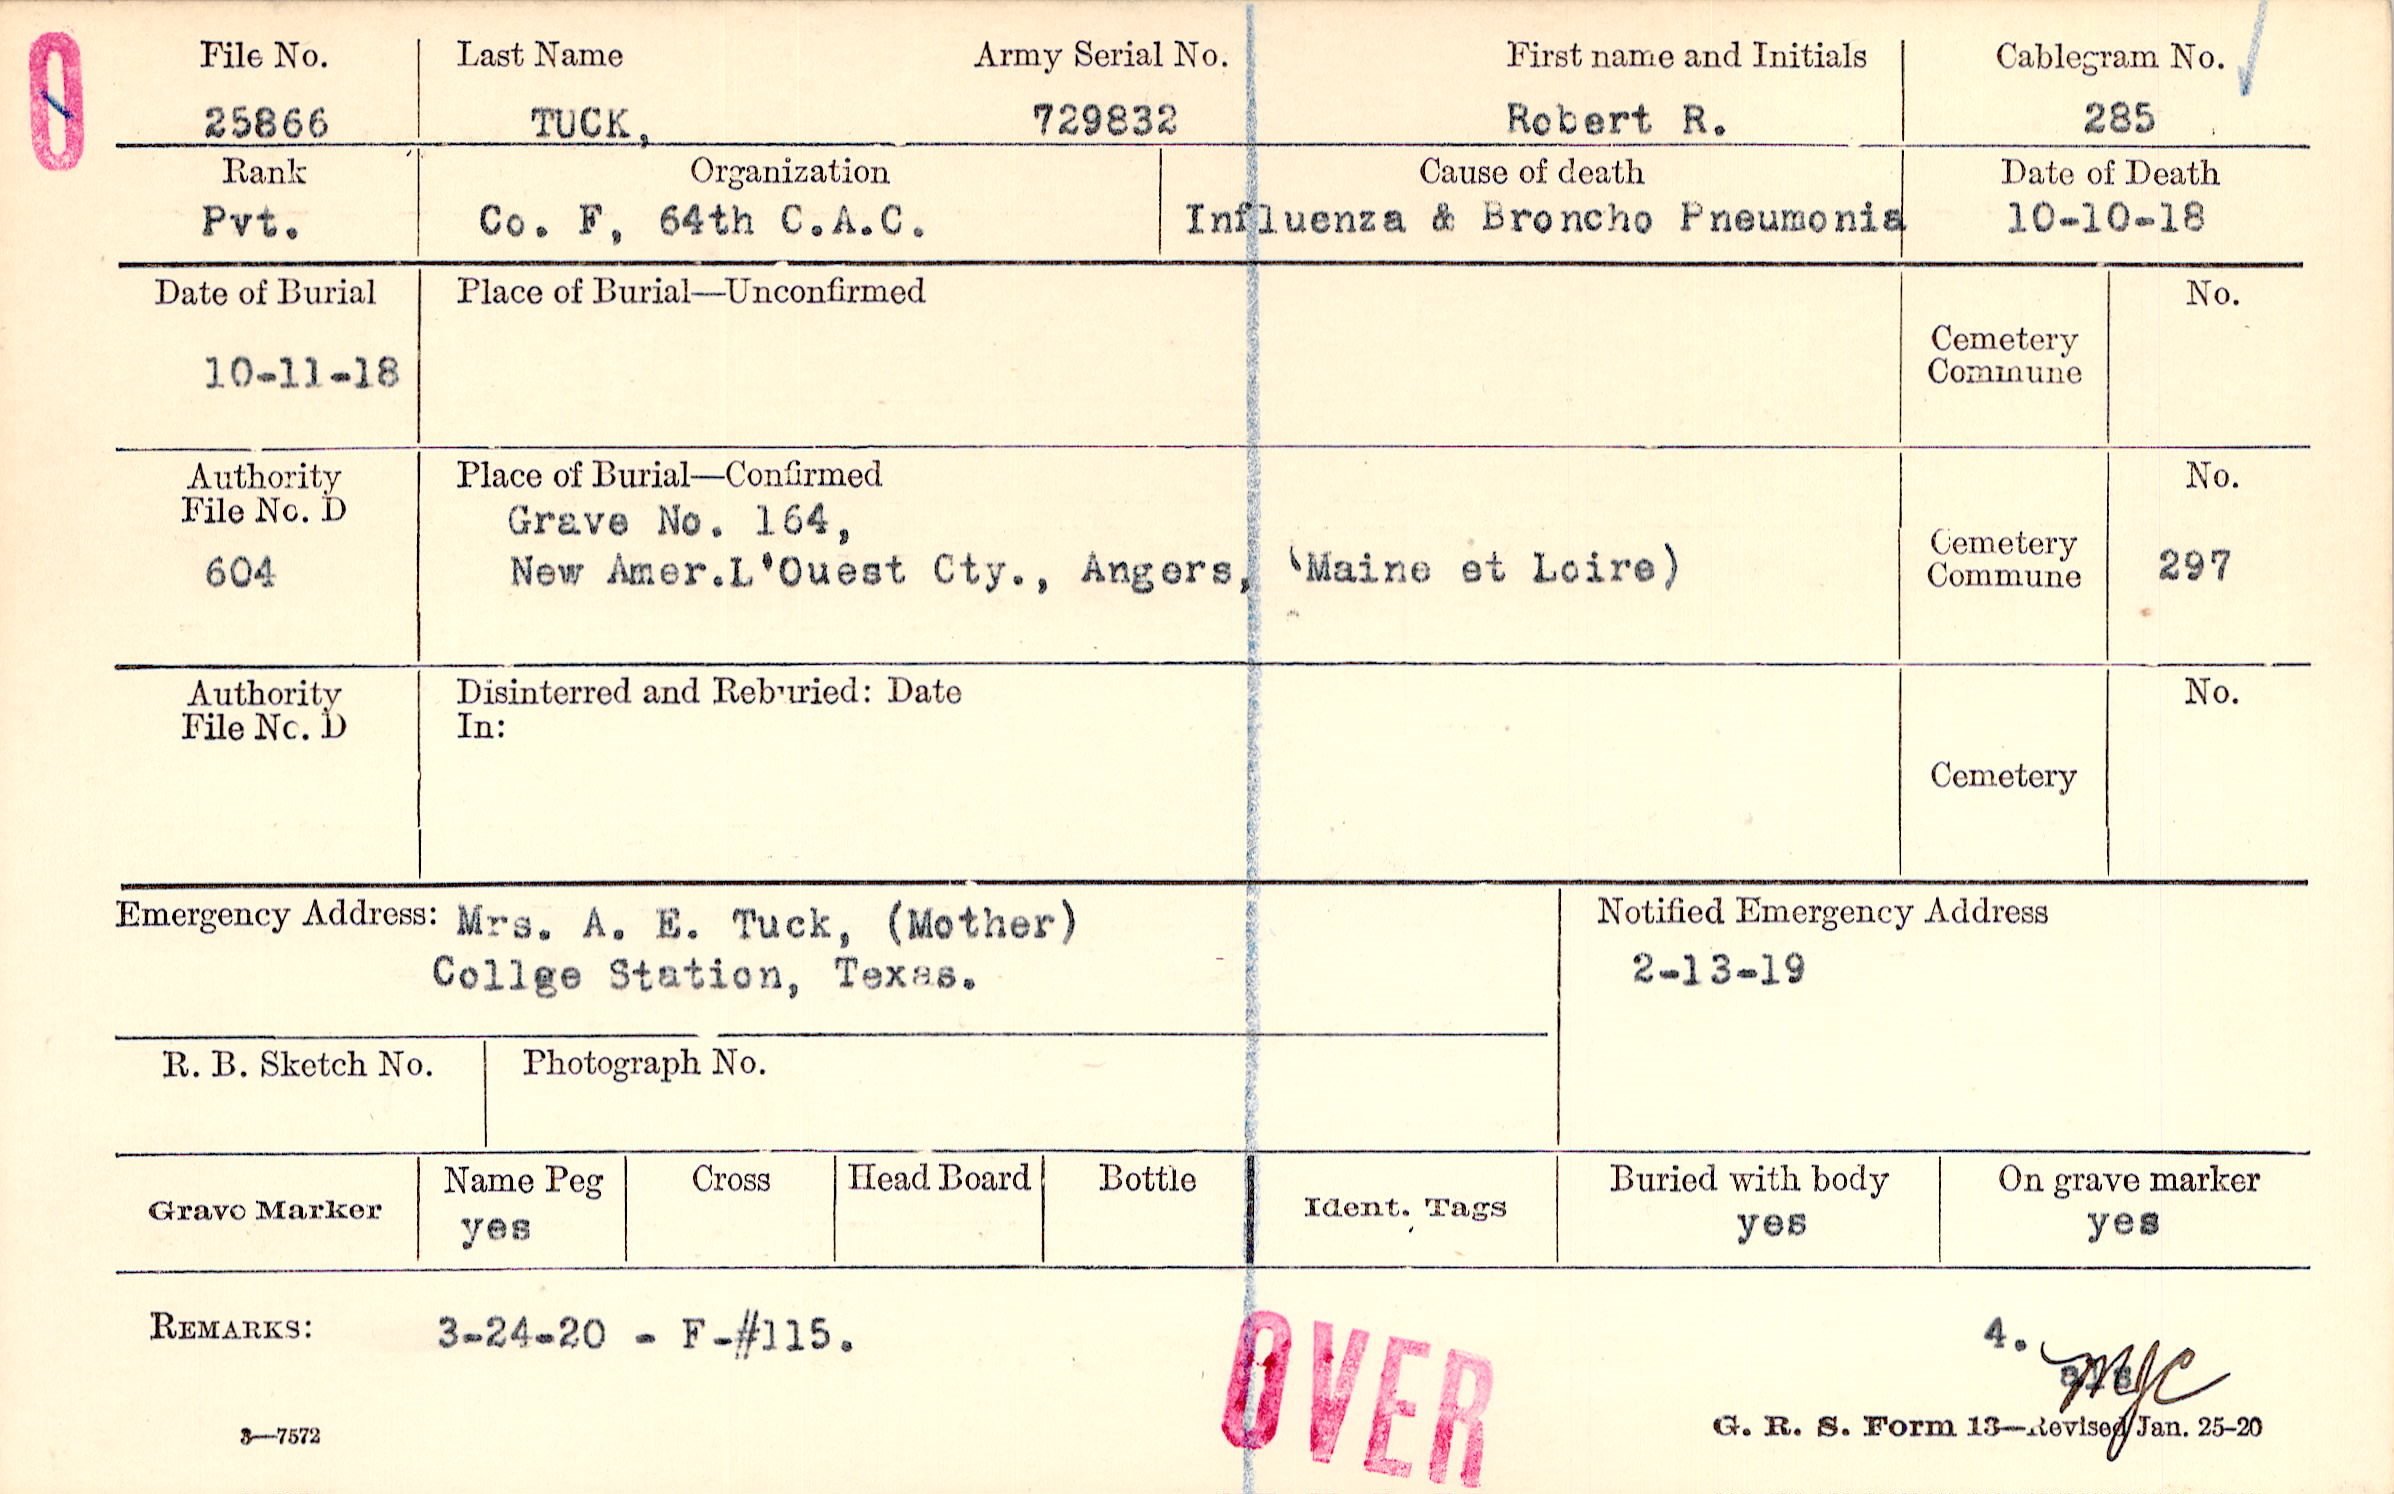 0
File No. Last Name Army Serial No. First name and Initials Cablegram No.
25866 TUCK, 729832 Robert R. 285
Rank Organization Cause of death Date of Death
Pvt. Co. F, 64th C.A.C. Influenza & Broncho Pneumonia 10-10-18
Date of Burial Place of Burial—Unconfirmed No.
Cemetery
Commune
10-11-18
Authority Place of Burial—Confirmed No.
File No. D
Grave No. 164,
Cemetery
Commune
604 New Amer.L'Ouest Cty., Angers, (Maine et Loire) 297
Authority Disinterred and Reburied: Date No.
File No. D In:
Cemetery
Emergency Address: Mrs. A. E. Tuck, (Mother) Notified Emergency Address
Collge Station, Texas. 2-13-19
R. B. Sketch No. Photograph No.
Grave Marker Name Peg Cross Head Board Bottle Ident. Tags Buried with body On grave marker
yes yes yes
REMARKS: 3-24-20 - F-#115. 4.
OVER
MJC
3—7572 G. R. S. Form 13—Revised Jan. 25-20